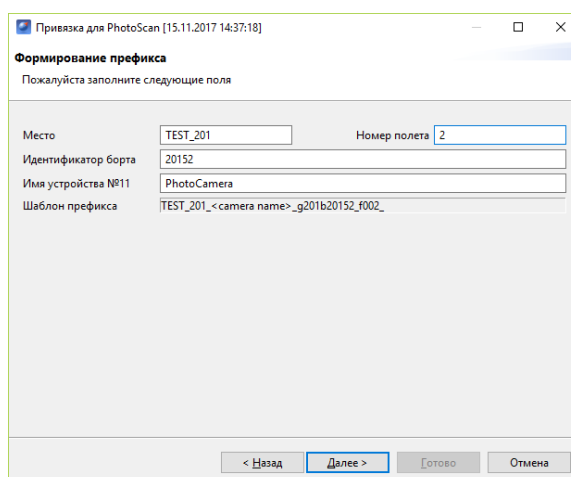 Привязка для PhotoScan [15.11.2017 14:37:18]
Формирование префикса
Пожалуйста заполните следующие поля
Место TEST_201 Номер полета 2
Идентификатор борта 20152
Имя устройства №11 PhotoCamera
Шаблон префикса TEST_201_<camera name>_g201b20152_f002_
< Назад Далее > Готово Отмена